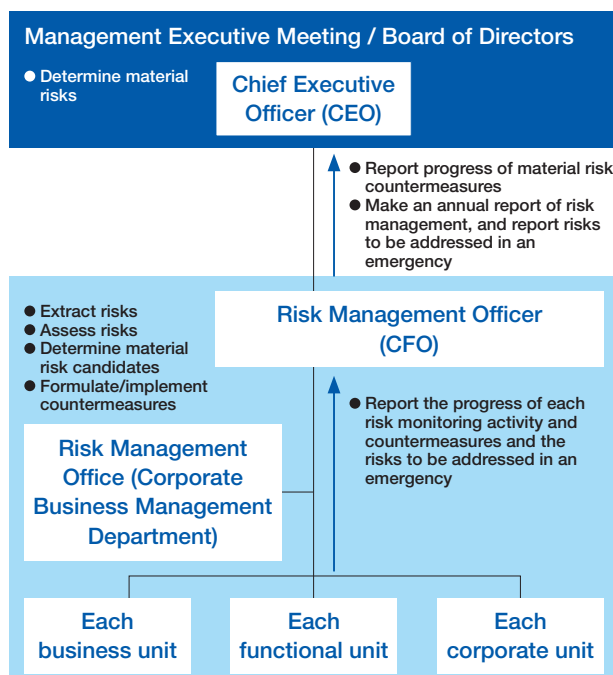 Management Executive Meeting / Board of Directors
● Determine material
risks
Chief Executive
Officer (CEO)
● Report progress of material risk
countermeasures
● Make an annual report of risk
management, and report risks
to be addressed in an
emergency
● Extract risks
● Assess risks
● Determine material
risk candidates
● Formulate/implement
countermeasures
Risk Management Officer
(CFO)
● Report the progress of each
risk monitoring activity and
countermeasures and the
risks to be addressed in an
emergency
Risk Management
Office (Corporate
Business Management
Department)
Each
business unit
Each
functional unit
Each
corporate unit